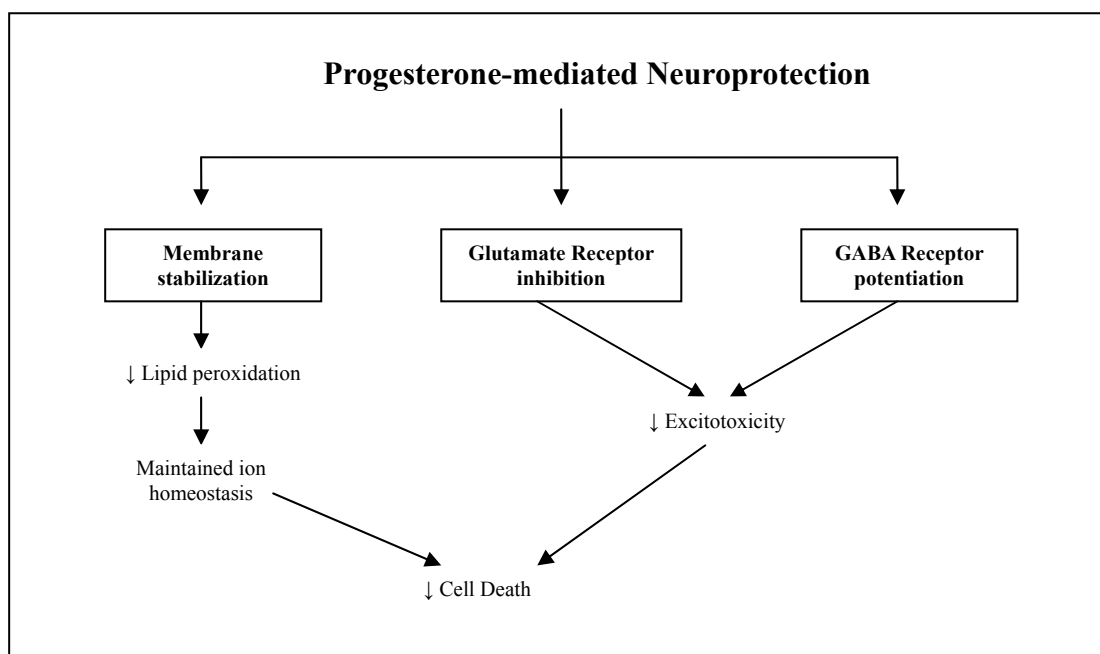 Progesterone-mediated Neuroprotection
Membrane
stabilization
Glutamate Receptor
inhibition
GABA Receptor
potentiation
↓ Lipid peroxidation
↓ Excitotoxicity
Maintained ion
homeostasis
↓ Cell Death